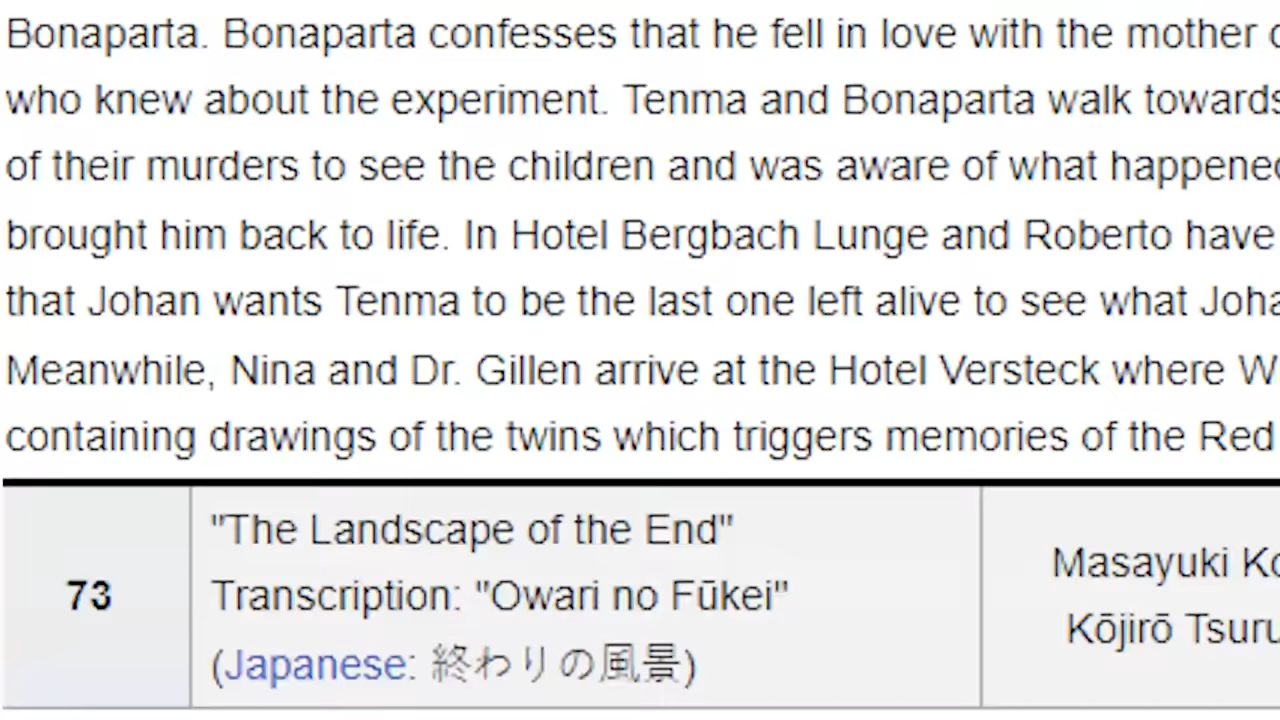 Bonaparta. Bonaparta confesses that he fell in love with the mother
who knew about the experiment. Tenma and Bonaparta walk towards
of their murders to see the children and was aware of what happened
brought him back to life. In Hotel Bergbach Lunge and Roberto have
that Johan wants Tenma to be the last one left alive to see what
Meanwhile, Nina and Dr. Gillen arrive at the Hotel Versteck where
containing drawings of the twins which triggers memories of the Red
73
"The Landscape of the End"
Transcription: "Owari no Fūkei"
(Japanese: 終わりの風景)
Masayuki
Kōjirō